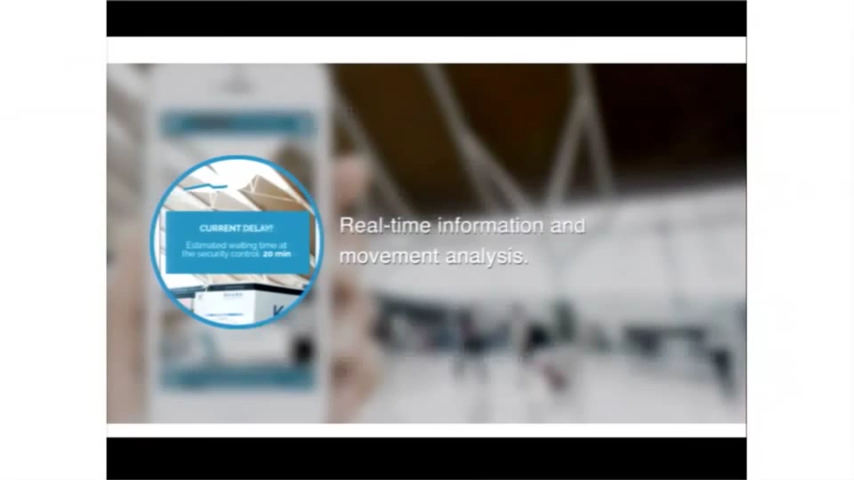 CURRENT DELAY!
Estimated waiting time at
the security control: 20 min
Real-time information and
movement analysis.